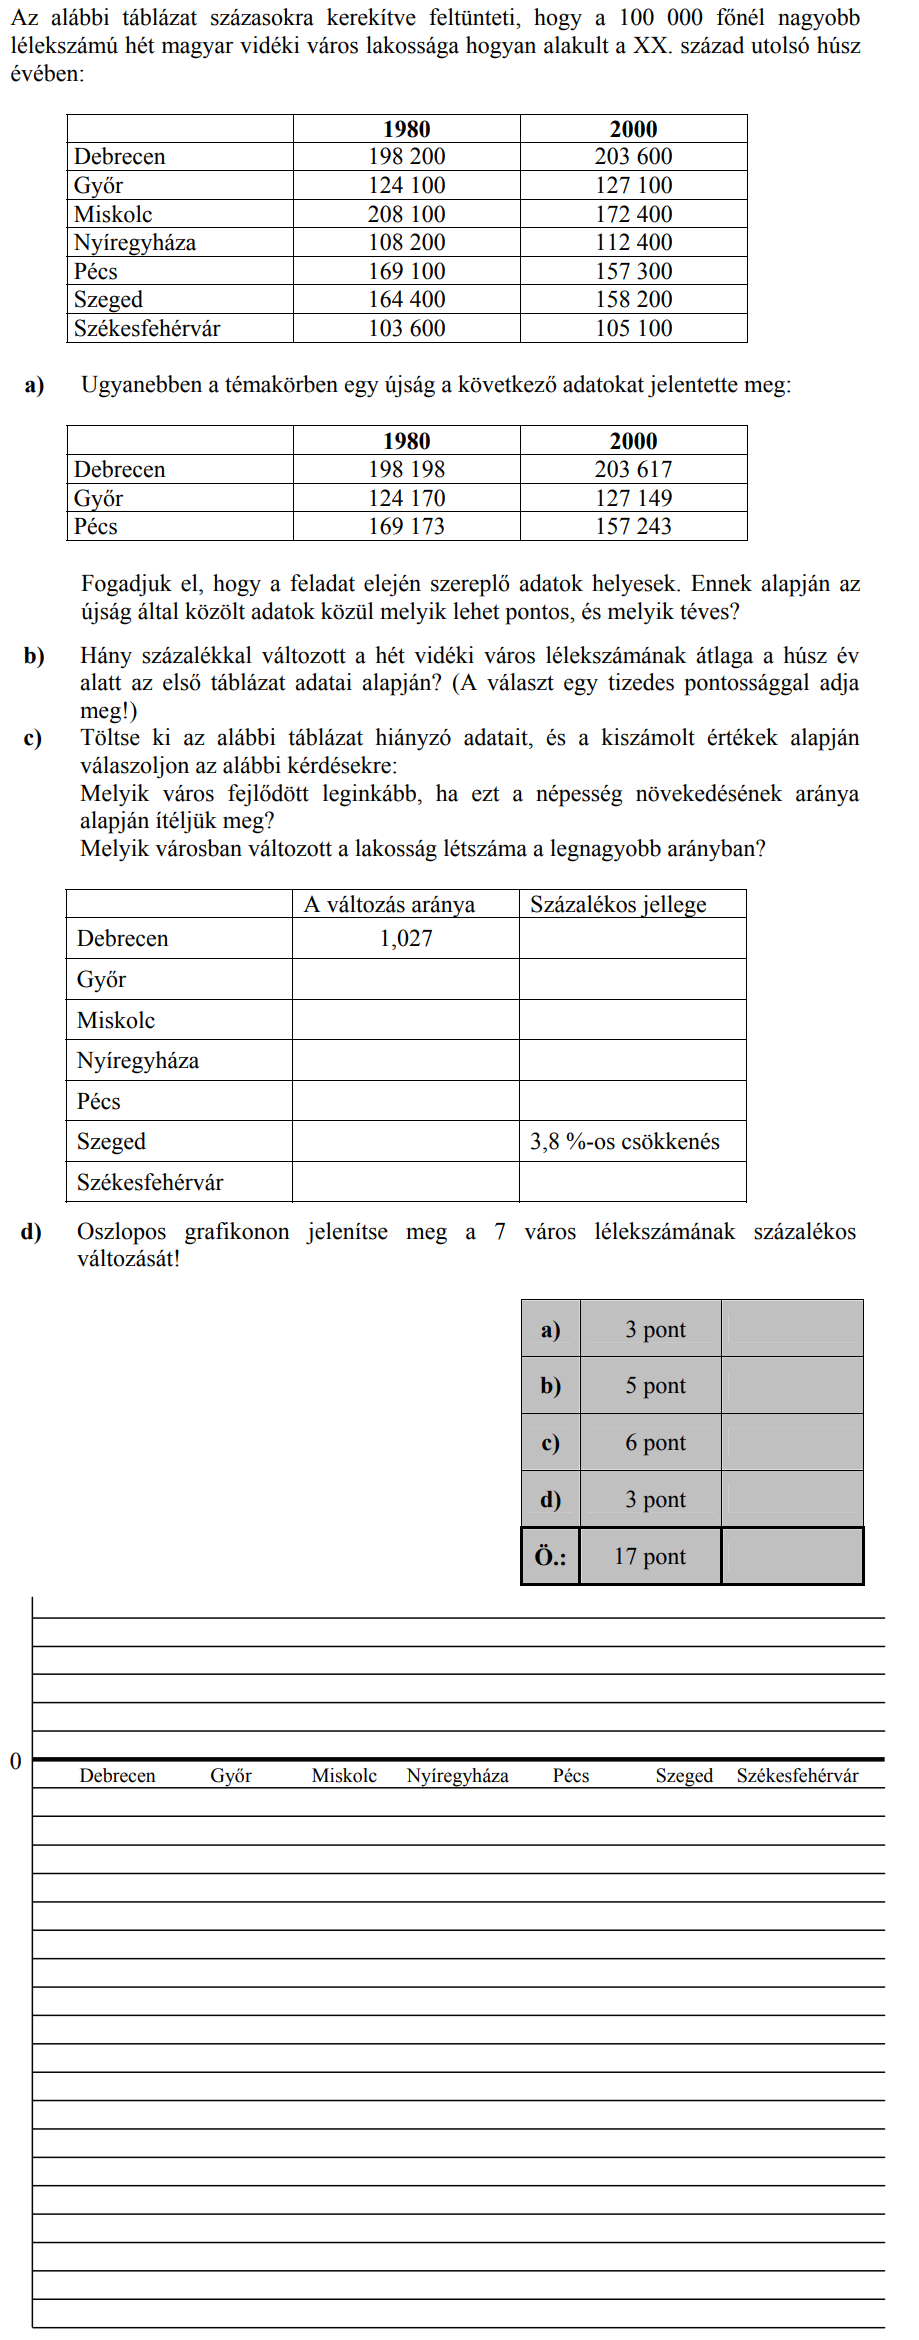 Az alábbi táblázat százasokra kerekítve feltünteti, hogy a 100 000 főnél nagyobb
lélekszámú hét magyar vidéki város lakossága hogyan alakult a XX. század utolsó húsz
évében:
1980 2000
Debrecen 198 200 203 600
Győr 124 100 127 100
Miskolc 208 100 172 400
Nyíregyháza 108 200 112 400
Pécs 169 100 157 300
Szeged 164 400 158 200
Székesfehérvár 103 600 105 100
a) Ugyanebben a témakörben egy újság a következő adatokat jelentette meg:
1980 2000
Debrecen 198 198 203 617
Győr 124 170 127 149
Pécs 169 173 157 243
Fogadjuk el, hogy a feladat elején szereplő adatok helyesek. Ennek alapján az
újság által közölt adatok közül melyik lehet pontos, és melyik téves?
b) Hány százalékkal változott a hét vidéki város lélekszámának átlaga a húsz év
alatt az első táblázat adatai alapján? (A választ egy tizedes pontossággal adja
meg!)
c) Töltse ki az alábbi táblázat hiányzó adatait, és a kiszámolt értékek alapján
válaszoljon az alábbi kérdésekre:
Melyik város fejlődött leginkább, ha ezt a népesség növekedésének aránya
alapján ítéljük meg?
Melyik városban változott a lakosság létszáma a legnagyobb arányban?
A változás aránya Százalékos jellege
Debrecen 1,027
Győr
Miskolc
Nyíregyháza
Pécs
Szeged 3,8 %-os csökkenés
Székesfehérvár
d) Oszlopos grafikonon jelenítse meg a 7 város lélekszámának százalékos
változását!
a) 3 pont
b) 5 pont
c) 6 pont
d) 3 pont
Ö.: 17 pont
0
Debrecen Győr Miskolc Nyíregyháza Pécs Szeged Székesfehérvár